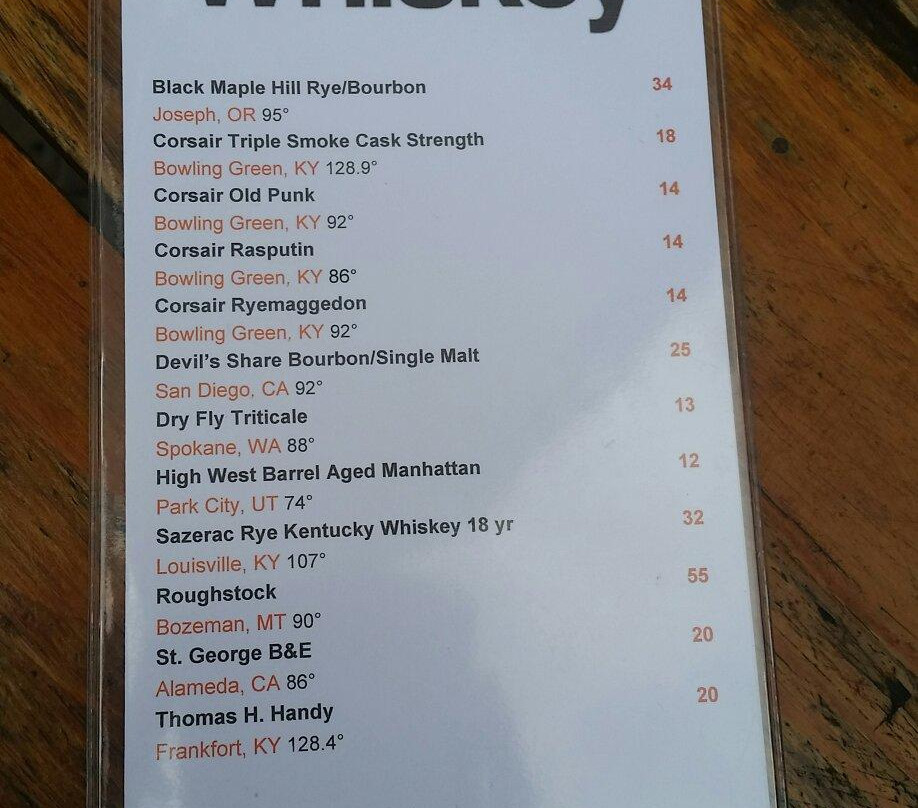 Whiskey
Black Maple Hill Rye/Bourbon 34
Joseph, OR 95°
Corsair Triple Smoke Cask Strength 18
Bowling Green, KY 128.9°
Corsair Old Punk 14
Bowling Green, KY 92°
Corsair Rasputin 14
Bowling Green, KY 86°
Corsair Ryemaggedon 14
Bowling Green, KY 92°
Devil's Share Bourbon/Single Malt 25
San Diego, CA 92°
Dry Fly Triticale 13
Spokane, WA 88°
High West Barrel Aged Manhattan 12
Park City, UT 74°
Sazerac Rye Kentucky Whiskey 18 yr 32
Louisville, KY 107°
Roughstock 55
Bozeman, MT 90°
St. George B&E 20
Alameda, CA 86°
Thomas H. Handy 20
Frankfort, KY 128.4°